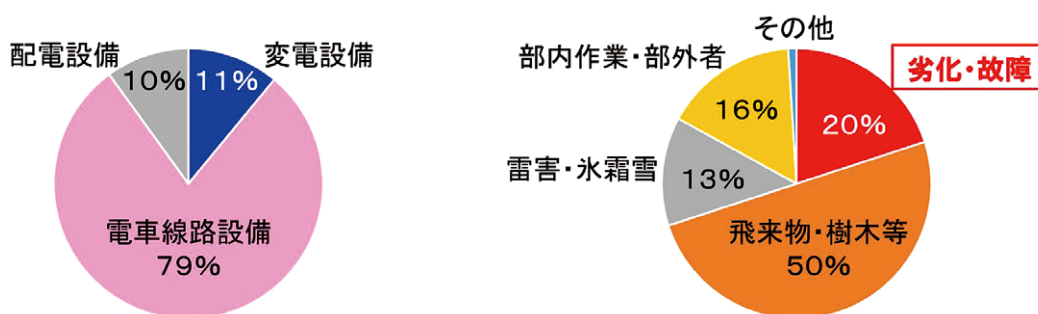 配電設備
10%
11%
変電設備
電車線路設備
79%
その他
部内作業・部外者
劣化・故障
16%
20%
雷害・氷霜雪
13%
飛来物・樹木等
50%